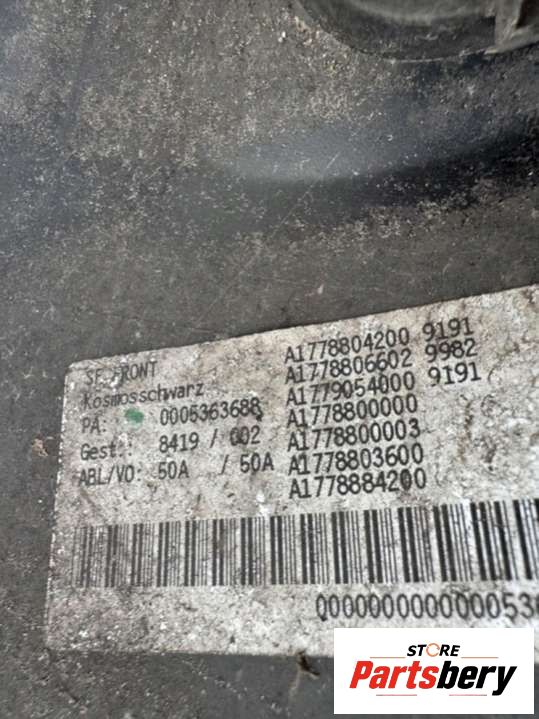 SF FRONT
Kosmosschwarz
PA: 0005363688
Gest.: 8419 / 002
ABL/VO: 50A / 50A
A1778804200 9191
A1778806602 9982
A1779054000 9191
A1778800000
A1778800003
A1778803600
A1778884200
STORE
Partsbery